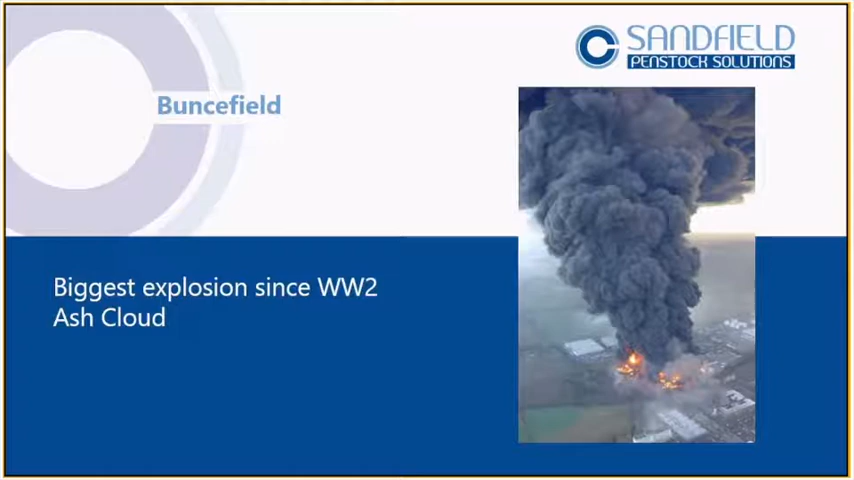 SANDFIELD
PENSTOCK SOLUTIONS
Buncefield
Biggest explosion since WW2
Ash Cloud